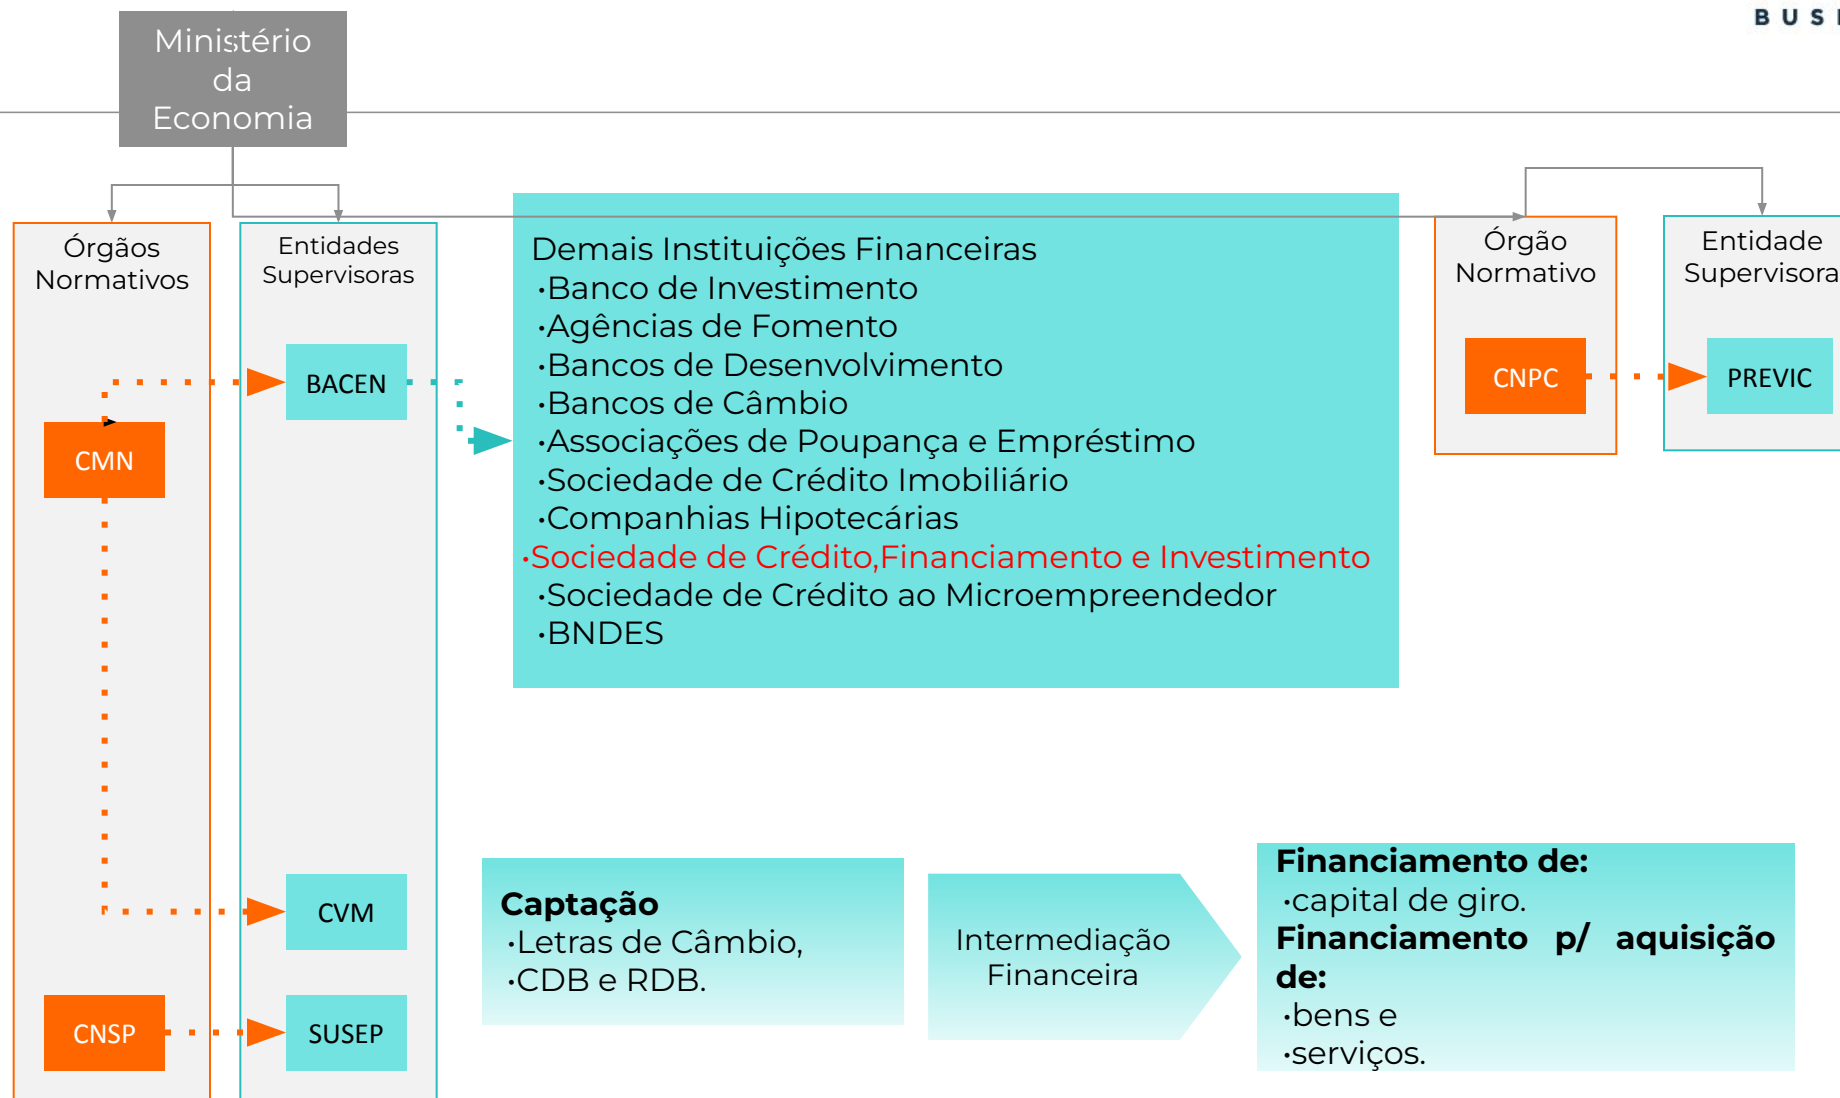 BUSI
Ministério
da
Economia
Órgãos
Normativos
Entidades
Supervisoras
CMN
BACEN
CVM
CNSP
SUSEP
Demais Instituições Financeiras
•Banco de Investimento
•Agências de Fomento
•Bancos de Desenvolvimento
•Bancos de Câmbio
•Associações de Poupança e Empréstimo
•Sociedade de Crédito Imobiliário
•Companhias Hipotecárias
•Sociedade de Crédito,Financiamento e Investimento
•Sociedade de Crédito ao Microempreendedor
•BNDES
Órgão
Normativo
Entidade
Supervisora
CNPC
PREVIC
Captação
•Letras de Câmbio,
•CDB e RDB.
Intermediação
Financeira
Financiamento de:
•capital de giro.
Financiamento p/ aquisição
de:
•bens e
•serviços.